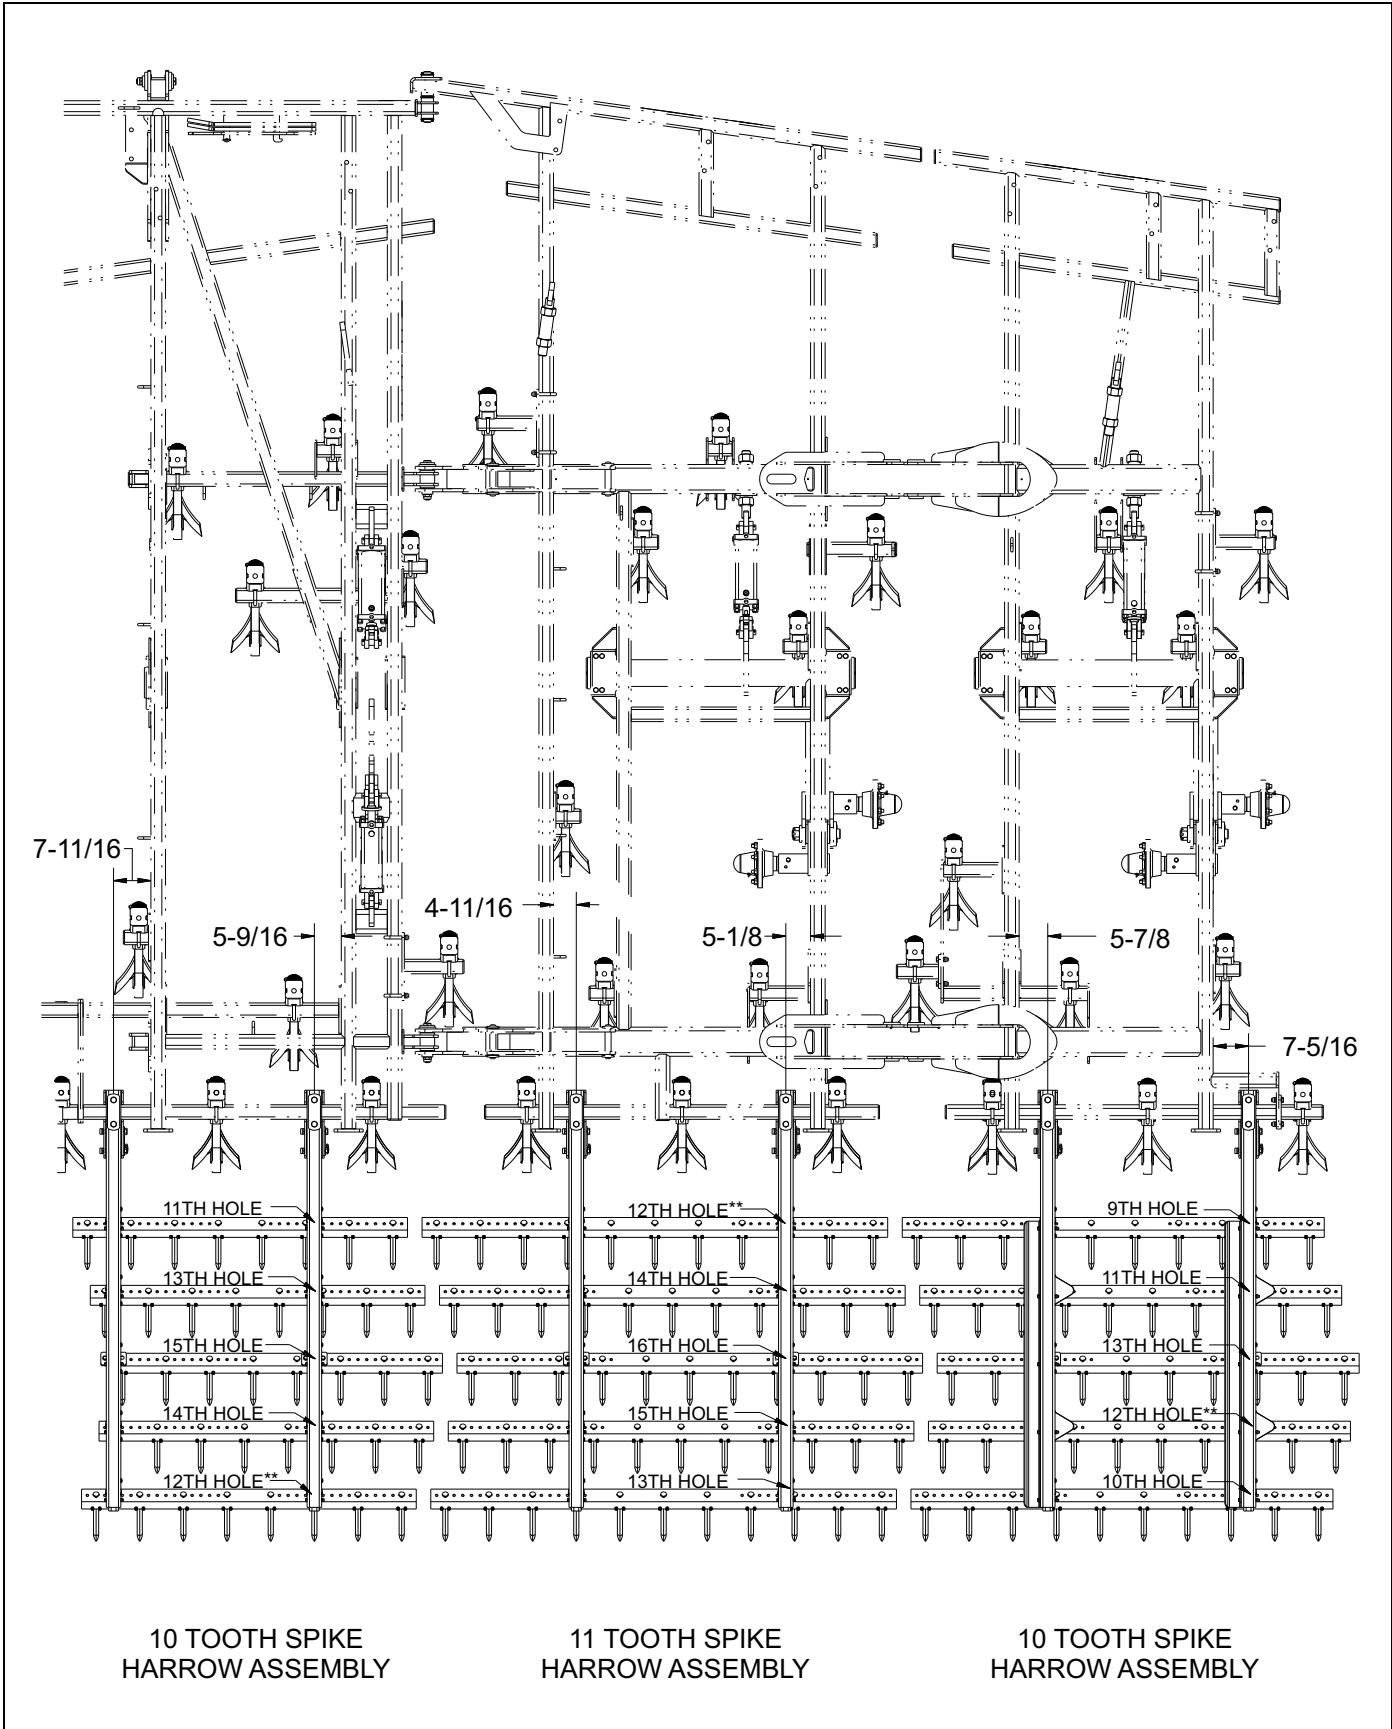 7-11/16
5-9/16
4-11/16
5-1/8
5-7/8
7-5/16
11TH HOLE
13TH HOLE
15TH HOLE
14TH HOLE
12TH HOLE**
12TH HOLE**
14TH HOLE
16TH HOLE
15TH HOLE
13TH HOLE
9TH HOLE
11TH HOLE
13TH HOLE
12TH HOLE**
10TH HOLE
10 TOOTH SPIKE
HARROW ASSEMBLY
11 TOOTH SPIKE
HARROW ASSEMBLY
10 TOOTH SPIKE
HARROW ASSEMBLY